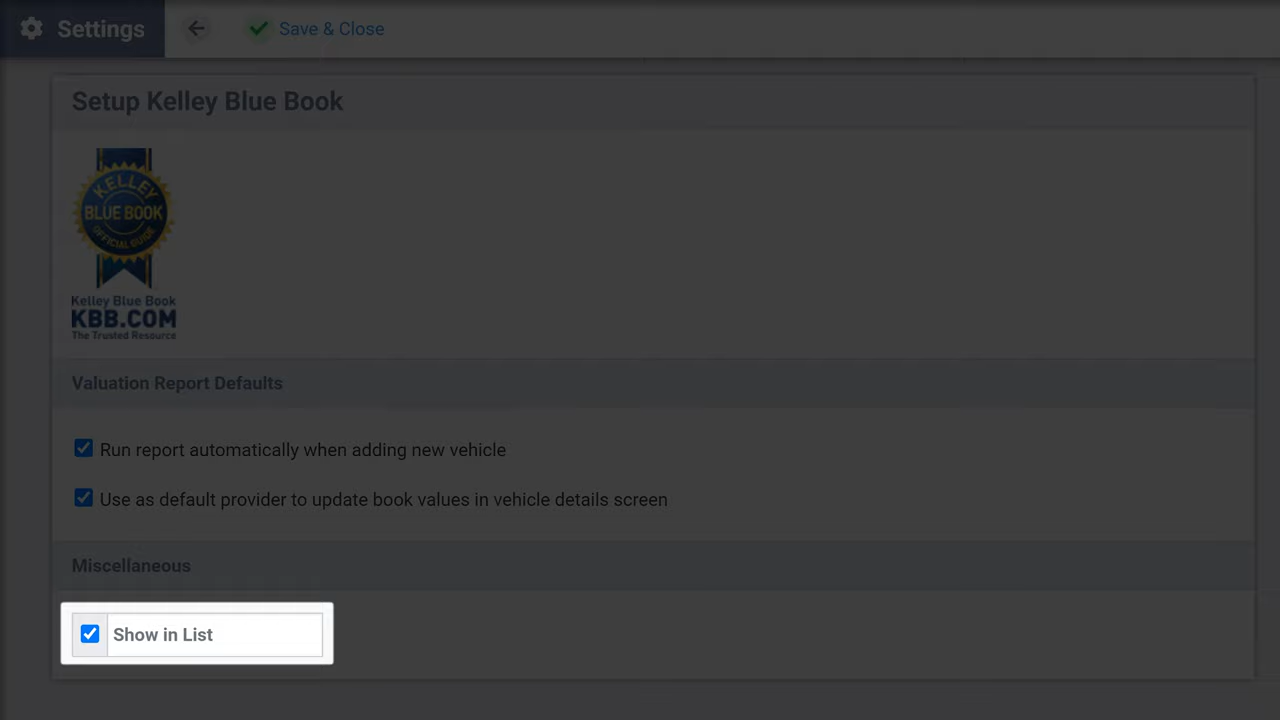 Settings
Save & Close
Setup Kelley Blue Book
KELLEY
BLUE BOOK
OFFICIAL GUIDE
Kelley Blue Book
KBB.COM
The Trusted Resource
Valuation Report Defaults
Run report automatically when adding new vehicle
Use as default provider to update book values in vehicle details screen
Miscellaneous
Show in List